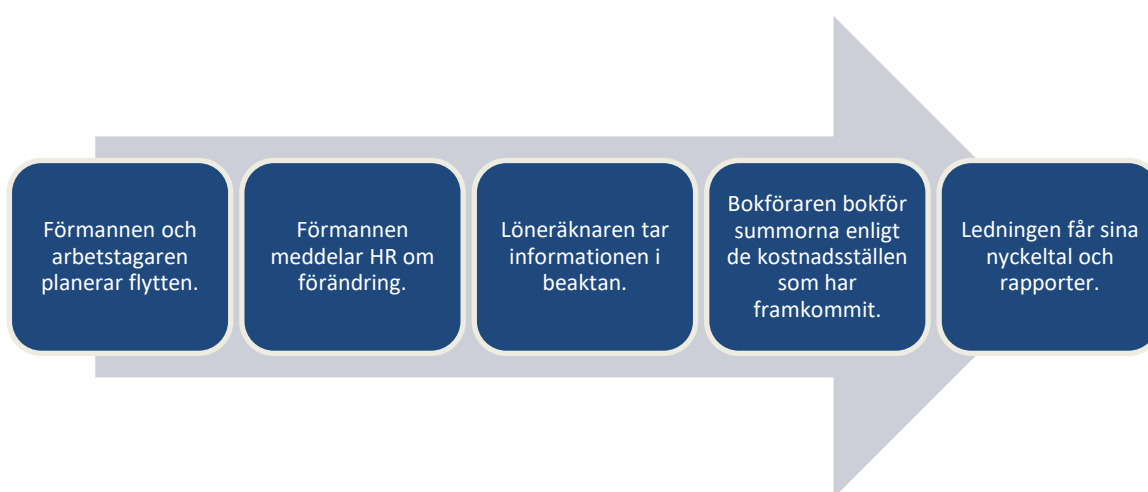 Förmannen och
arbetstagaren
planerar flytten.
Förmannen
meddelar HR om
förändring.
Löneräknaren tar
informationen i
beaktan.
Bokföraren bokför
summorna enligt
de kostnadsställen
som har
framkommit.
Ledningen får sina
nyckeltal och
rapporter.